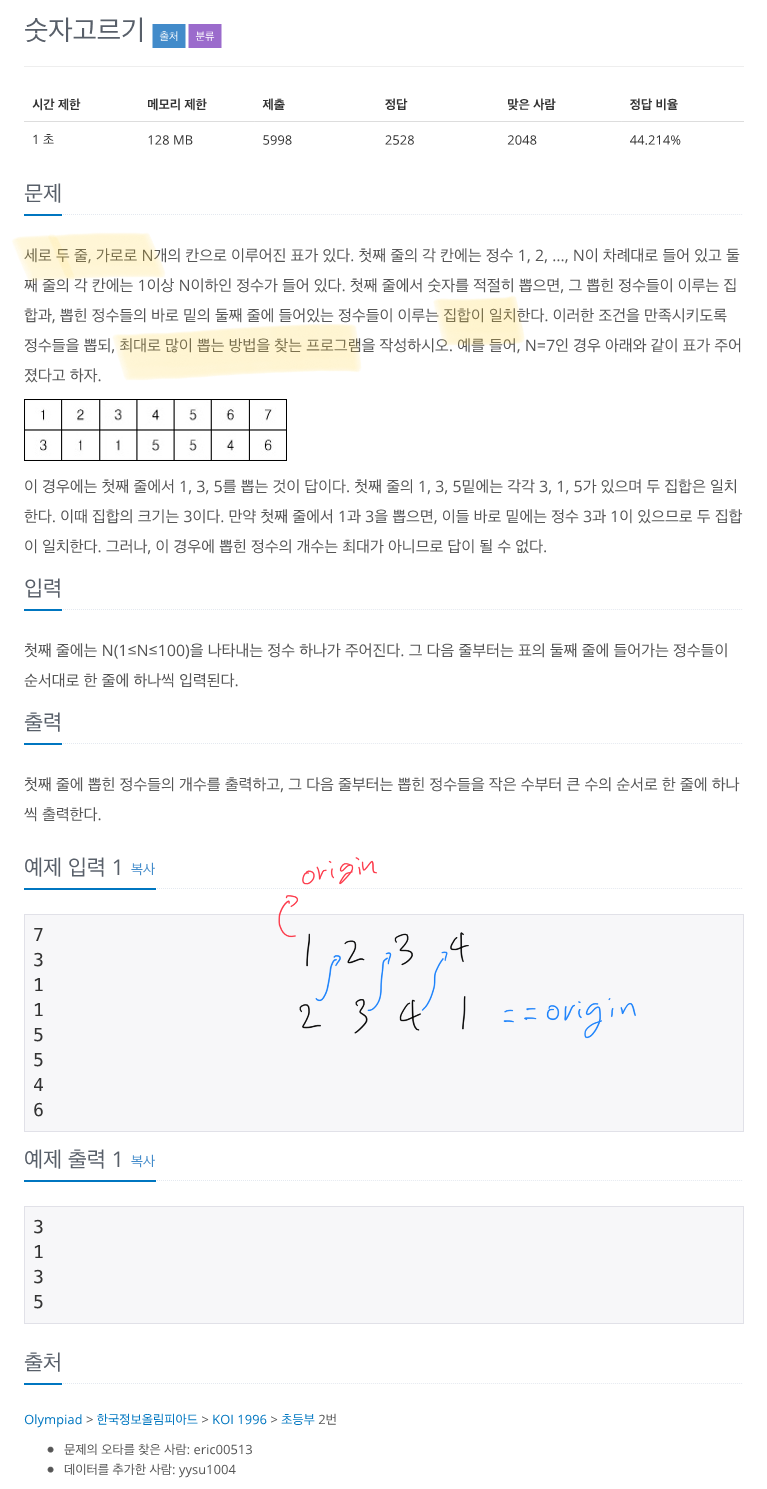 숫자고르기 출처 분류
시간 제한 메모리 제한 제출 정답 맞은 사람 정답 비율
1 초 128 MB 5998 2528 2048 44.214%
문제
세로 두 줄, 가로로 N개의 칸으로 이루어진 표가 있다. 첫째 줄의 각 칸에는 정수 1, 2, ..., N이 차례대로 들어 있고 둘
째 줄의 각 칸에는 1이상 N이하인 정수가 들어 있다. 첫째 줄에서 숫자를 적절히 뽑으면, 그 뽑힌 정수들이 이루는 집
합과, 뽑힌 정수들의 바로 밑의 둘째 줄에 들어있는 정수들이 이루는 집합이 일치한다. 이러한 조건을 만족시키도록
정수들을 뽑되, 최대로 많이 뽑는 방법을 찾는 프로그램을 작성하시오. 예를 들어, N=7인 경우 아래와 같이 표가 주어
졌다고 하자.
1 2 3 4 5 6 7
3 1 1 5 5 4 6
이 경우에는 첫째 줄에서 1, 3, 5를 뽑는 것이 답이다. 첫째 줄의 1, 3, 5밑에는 각각 3, 1, 5가 있으며 두 집합은 일치
한다. 이때 집합의 크기는 3이다. 만약 첫째 줄에서 1과 3을 뽑으면, 이들 바로 밑에는 정수 3과 1이 있으므로 두 집합
이 일치한다. 그러나, 이 경우에 뽑힌 정수의 개수는 최대가 아니므로 답이 될 수 없다.
입력
첫째 줄에는 N(1≤N≤100)을 나타내는 정수 하나가 주어진다. 그 다음 줄부터는 표의 둘째 줄에 들어가는 정수들이
순서대로 한 줄에 하나씩 입력된다.
출력
첫째 줄에 뽑힌 정수들의 개수를 출력하고, 그 다음 줄부터는 뽑힌 정수들을 작은 수부터 큰 수의 순서로 한 줄에 하나
씩 출력한다.
예제 입력 1 복사
origin
7
3
1
1
5
5
4
6
1 2 3 4
2 3 4 1 == origin
예제 출력 1 복사
3
1
3
5
출처
Olympiad > 한국정보올림피아드 > KOI 1996 > 초등부 2번
문제의 오타를 찾은 사람: eric00513
데이터를 추가한 사람: yysu1004